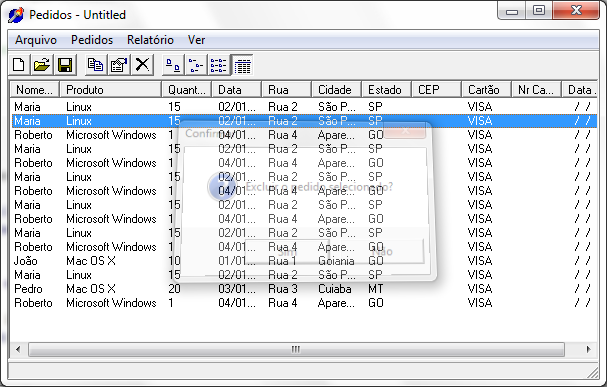 Pedidos - Untitled
Arquivo Pedidos Relatório Ver
Nome... Produto Quant... Data Rua Cidade Estado CEP Cartão Nr Ca... Data
Maria Linux 15 02/01... Rua 2 São P... SP VISA / /
Maria Linux 15 02/01... Rua 2 São P... SP VISA / /
Roberto Microsoft Windows 1 04/01... Rua 4 Apare... GO VISA / /
Maria Linux 15 02/01... Rua 2 São P... SP VISA / /
Roberto Microsoft Windows 1 04/01... Rua 4 Apare... GO VISA / /
Maria Linux 15 02/01... Rua 2 São P... SP VISA / /
Roberto Microsoft Windows 1 04/01... Rua 4 Apare... GO VISA / /
Maria Linux 15 02/01... Rua 2 São P... SP VISA / /
Roberto Microsoft Windows 1 04/01... Rua 4 Apare... GO VISA / /
Maria Linux 15 02/01... Rua 2 São P... SP VISA / /
Roberto Microsoft Windows 1 04/01... Rua 4 Apare... GO VISA / /
João Mac OS X 10 01/01... Rua 1 Goiania GO VISA / /
Maria Linux 15 02/01... Rua 2 São P... SP VISA / /
Pedro Mac OS X 20 03/01... Rua 3 Cuiaba MT VISA / /
Roberto Microsoft Windows 1 04/01... Rua 4 Apare... GO VISA / /
Excluir o pedido selecionado?
Sim Não